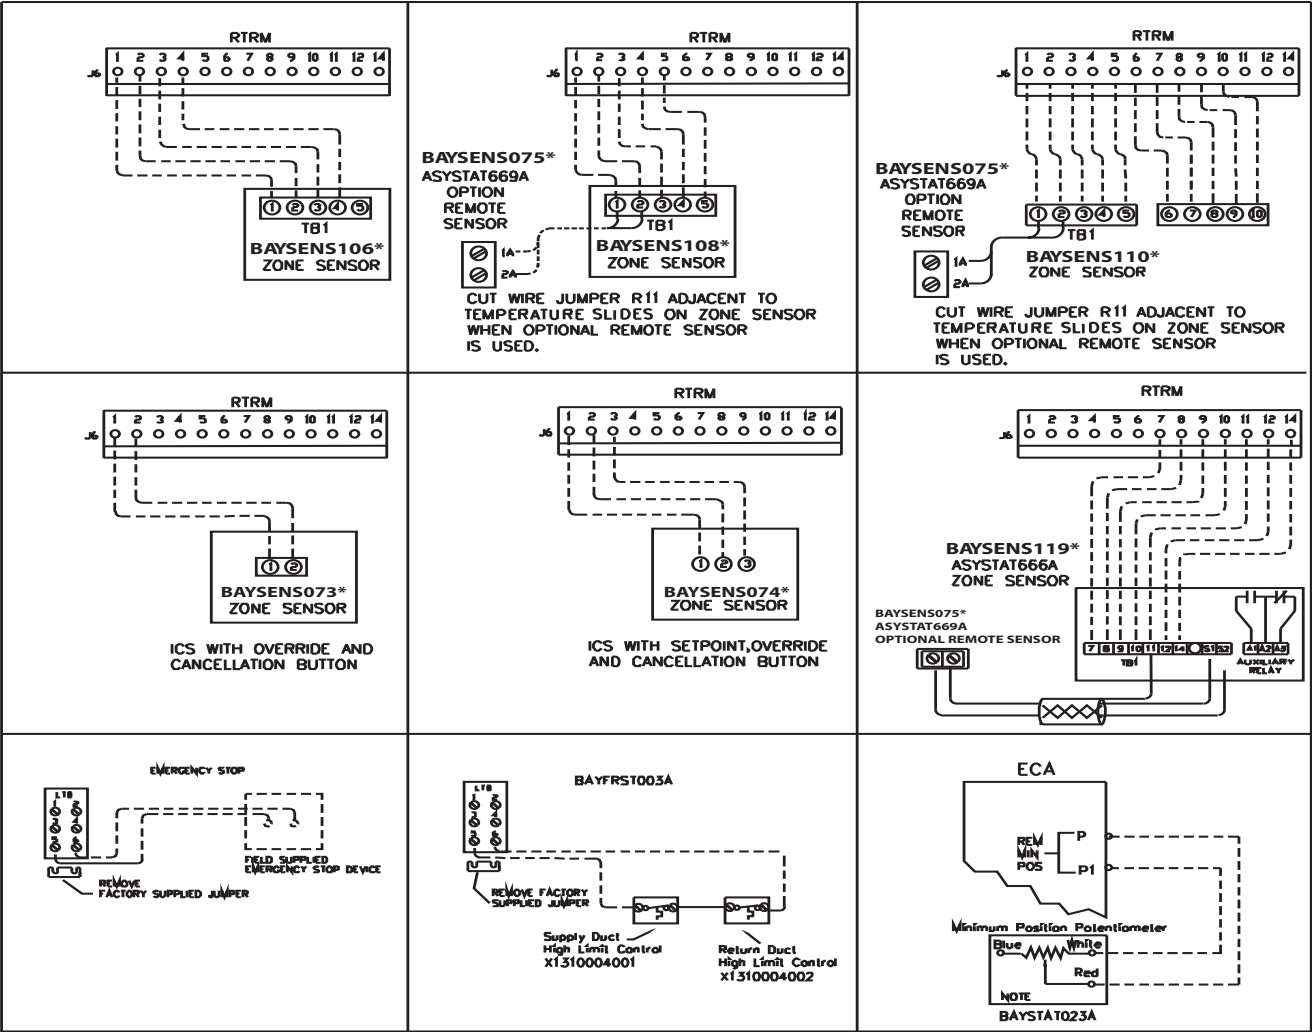 RTRM
J6 1 2 3 4 5 6 7 8 9 10 11 12 14
1 2 3 4 5
TB1
BAYSENS106*
ZONE SENSOR
RTRM
J6 1 2 3 4 5 6 7 8 9 10 11 12 14
BAYSENS075*
ASYSTAT669A
OPTION
REMOTE
SENSOR
1A
2A
1 2 3 4 5
TB1
BAYSENS108*
ZONE SENSOR
CUT WIRE JUMPER R11 ADJACENT TO
TEMPERATURE SLIDES ON ZONE SENSOR
WHEN OPTIONAL REMOTE SENSOR
IS USED.
RTRM
J6 1 2 3 4 5 6 7 8 9 10 11 12 14
BAYSENS075*
ASYSTAT669A
OPTION
REMOTE
SENSOR
1A
2A
1 2 3 4 5 6 7 8 9 10
TB1
BAYSENS110*
ZONE SENSOR
CUT WIRE JUMPER R11 ADJACENT TO
TEMPERATURE SLIDES ON ZONE SENSOR
WHEN OPTIONAL REMOTE SENSOR
IS USED.
RTRM
J6 1 2 3 4 5 6 7 8 9 10 11 12 14
1 2
BAYSENS073*
ZONE SENSOR
ICS WITH OVERRIDE AND
CANCELLATION BUTTON
RTRM
J6 1 2 3 4 5 6 7 8 9 10 11 12 14
1 2 3
BAYSENS074*
ZONE SENSOR
ICS WITH SETPOINT,OVERRIDE
AND CANCELLATION BUTTON
RTRM
J6 1 2 3 4 5 6 7 8 9 10 11 12 14
BAYSENS119*
ASYSTAT666A
ZONE SENSOR
BAYSENS075*
ASYSTAT669A
OPTIONAL REMOTE SENSOR
7 8 9 10 11 12 14 S1 S2
TB1
A1 A2 A3
AUXILIARY
RELAY
EMERGENCY STOP
LTB
1 2
3 4
5 6
FIELD SUPPLIED
EMERGENCY STOP DEVICE
REMOVE
FACTORY SUPPLIED JUMPER
BAYFRST003A
LTB
1 2
3 4
5 6
REMOVE FACTORY
SUPPLIED JUMPER
Supply Duct
High Limit Control
X1310004001
Return Duct
High Limit Control
X1310004002
ECA
REM
MIN
POS
P
P1
Minimum Position Potentiometer
Blue White
Red
NOTE
BAYSTAT023A